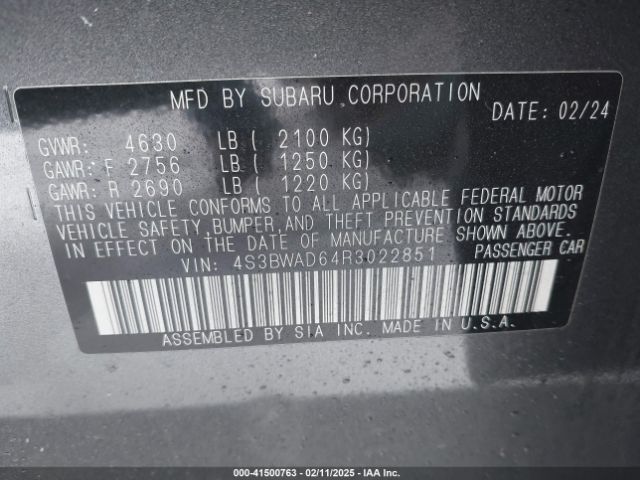 MFD BY SUBARU CORPORATION
DATE: 02/24
GVWR: 4630 LB ( 2100 KG)
GAWR: F 2756 LB ( 1250 KG)
GAWR: R 2690 LB ( 1220 KG)
THIS VEHICLE CONFORMS TO ALL APPLICABLE FEDERAL MOTOR
VEHICLE SAFETY, BUMPER, AND THEFT PREVENTION STANDARDS
IN EFFECT ON THE DATE OF MANUFACTURE SHOWN ABOVE.
VIN: 4S3BWAD64R3022851 PASSENGER CAR
ASSEMBLED BY SIA INC. MADE IN U.S.A.
000-41500763 - 02/11/2025 - IAA Inc.